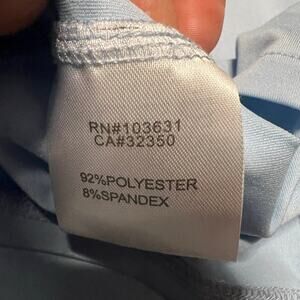 RN#103631
CA#32350
92%POLYESTER
8%SPANDEX